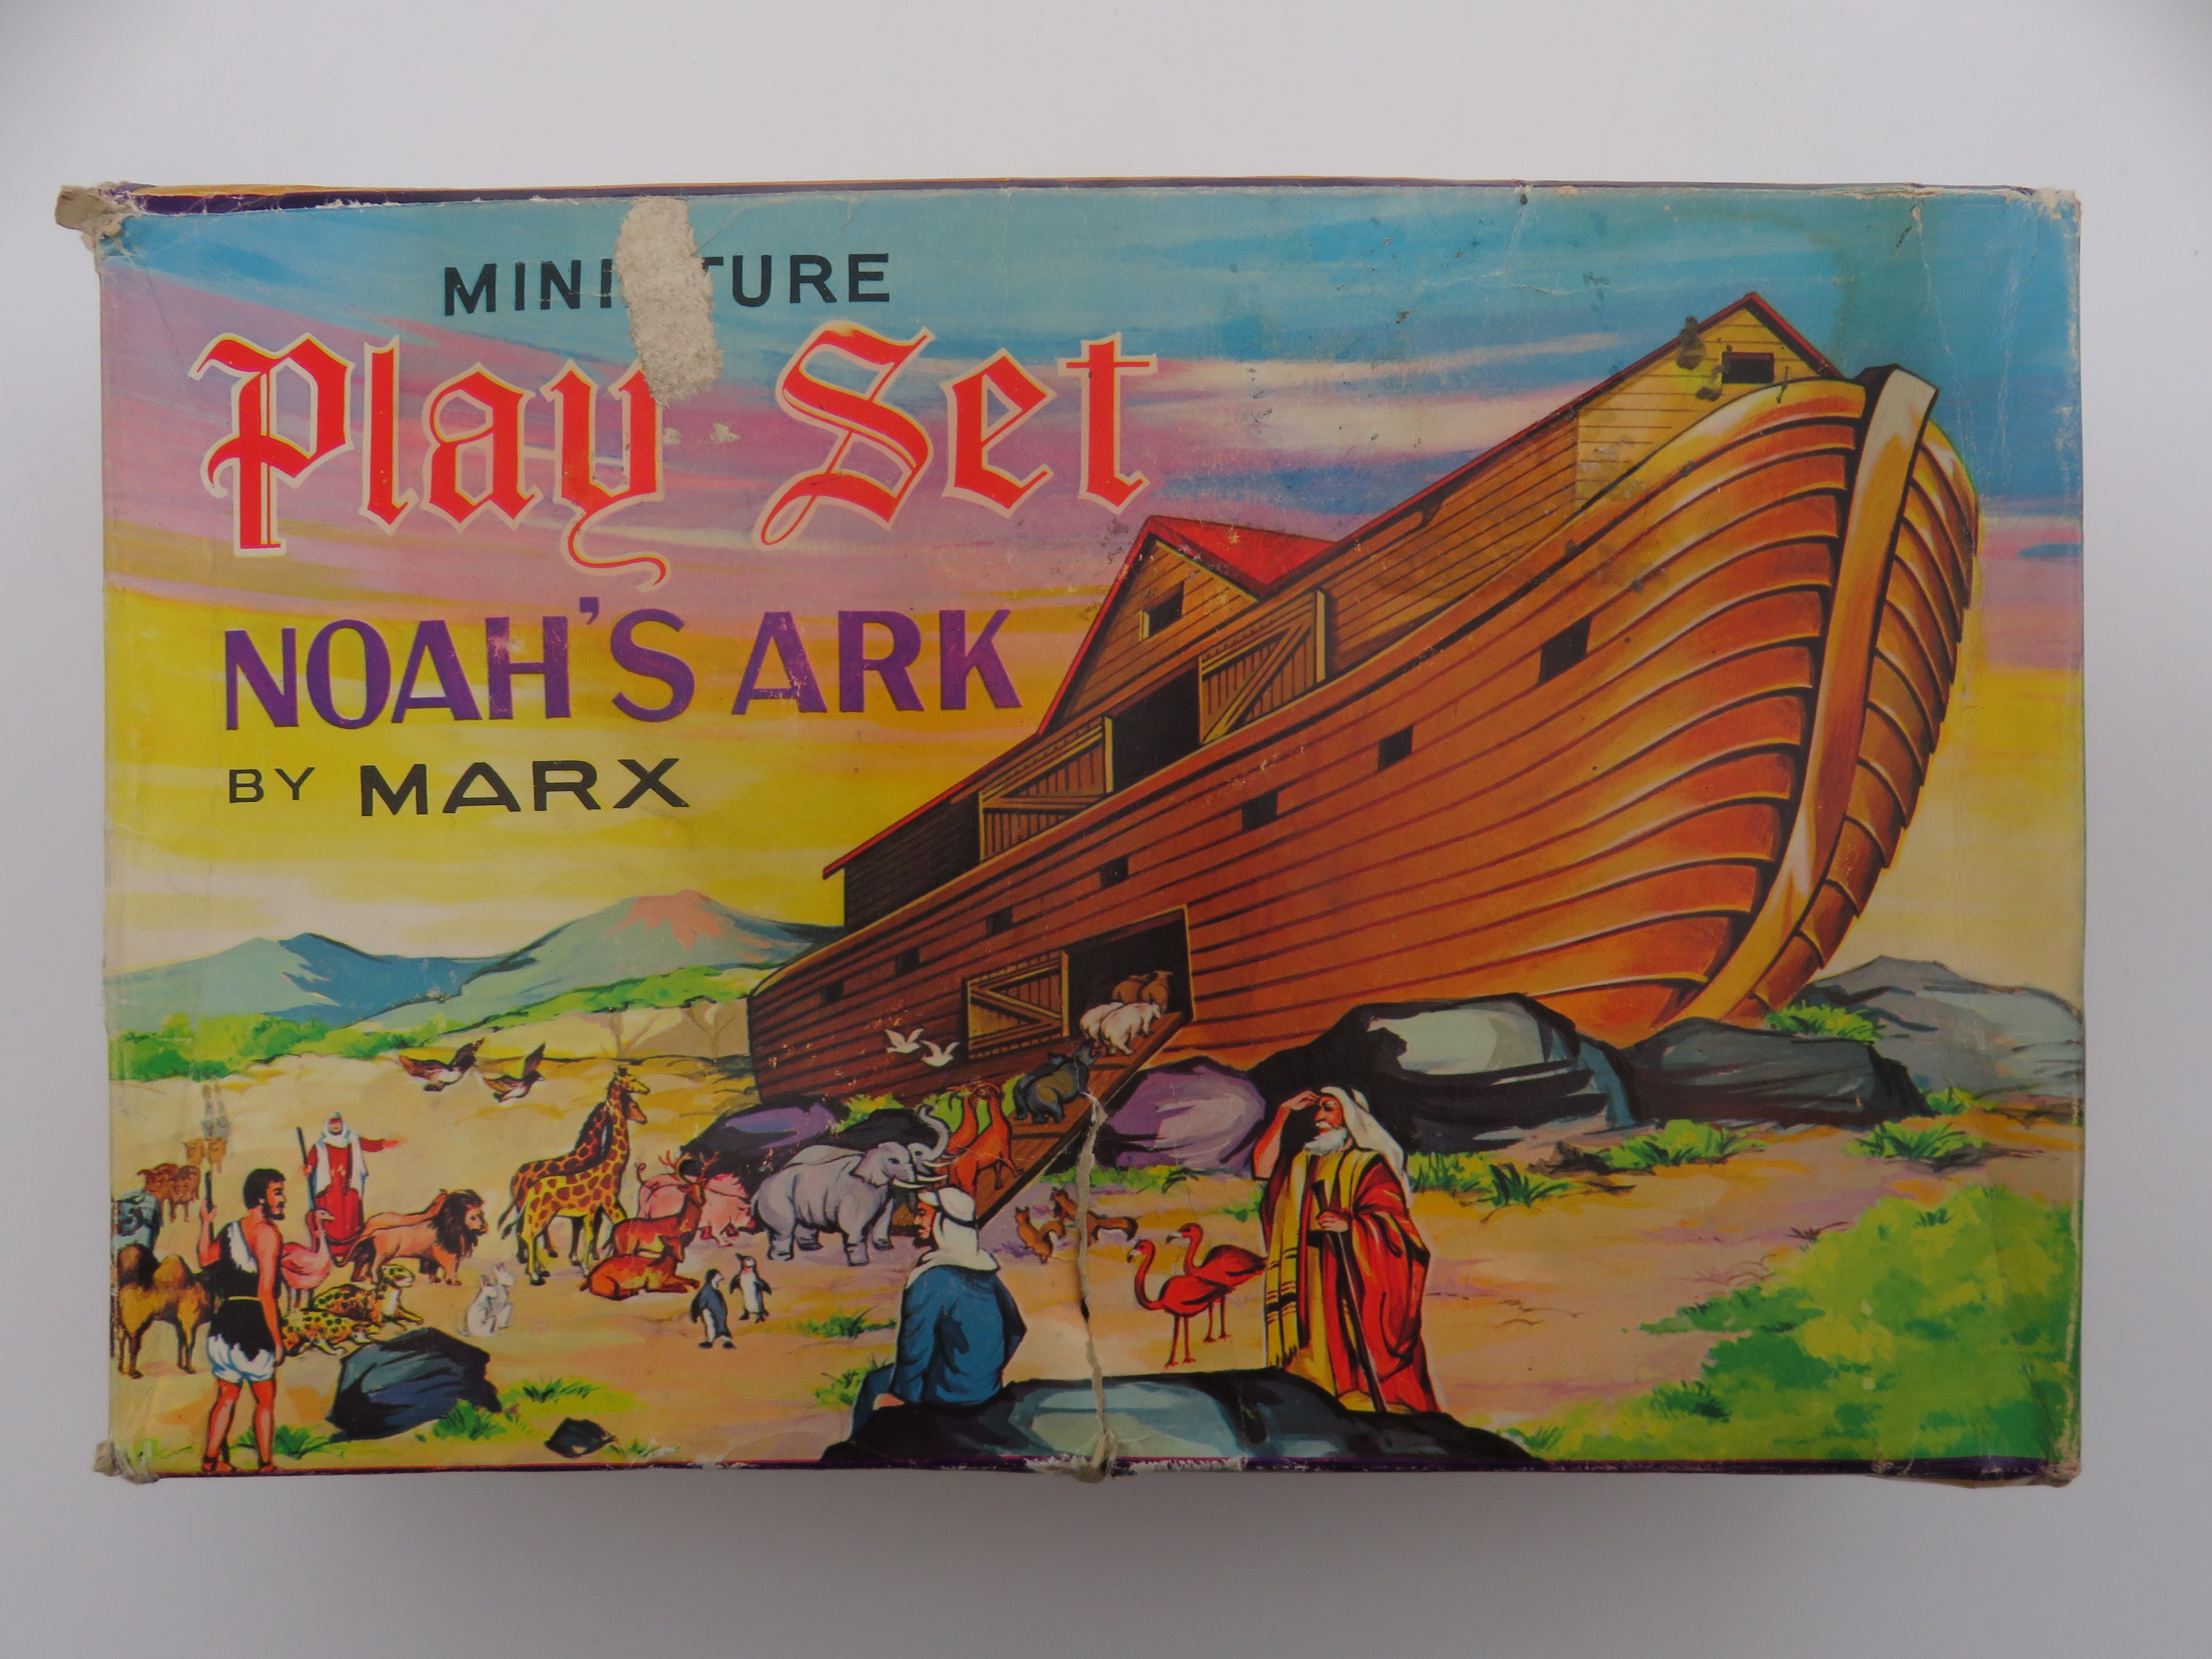 MINI TURE
Play Set
NOAH'S ARK
BY MARX